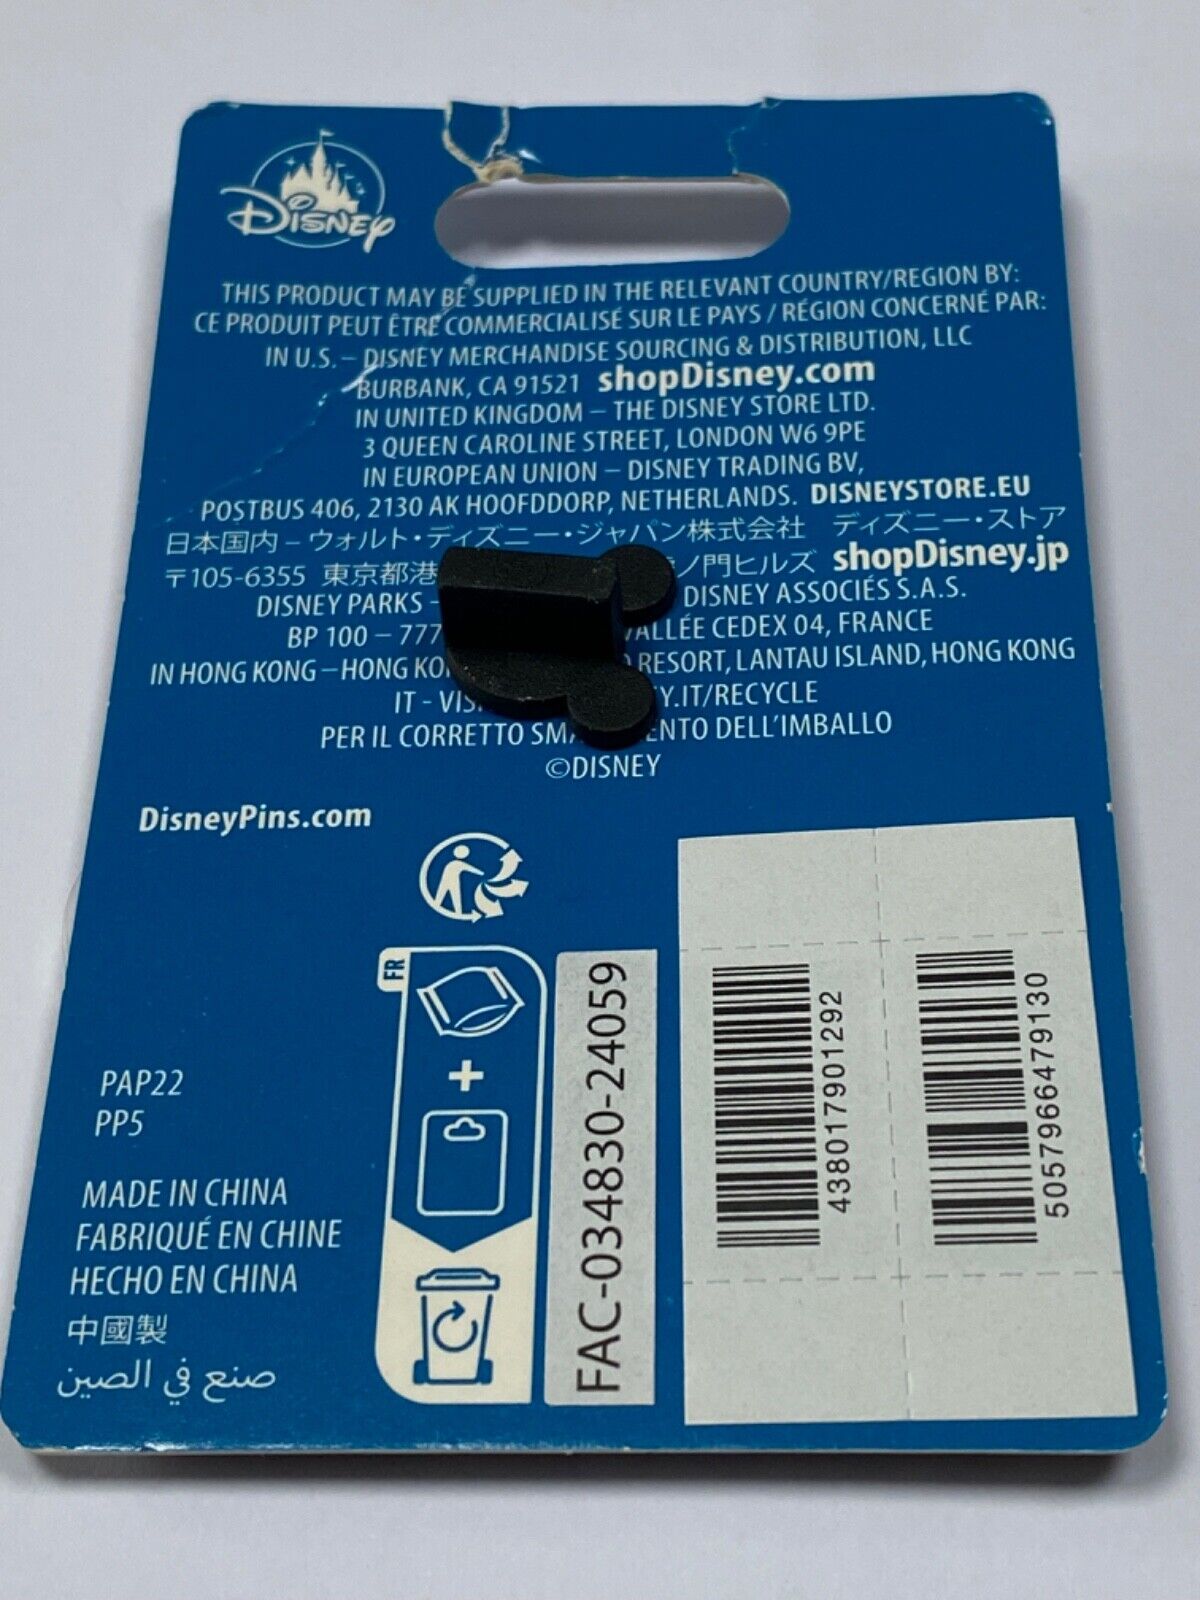 DISNEY
THIS PRODUCT MAY BE SUPPLIED IN THE RELEVANT COUNTRY/REGION BY:
CE PRODUIT PEUT ÊTRE COMMERCIALISÉ SUR LE PAYS / RÉGION CONCERNÉ PAR:
IN U.S. – DISNEY MERCHANDISE SOURCING & DISTRIBUTION, LLC
BURBANK, CA 91521 shopDisney.com
IN UNITED KINGDOM – THE DISNEY STORE LTD.
3 QUEEN CAROLINE STREET, LONDON W6 9PE
IN EUROPEAN UNION – DISNEY TRADING BV,
POSTBUS 406, 2130 AK HOOFDDORP, NETHERLANDS. DISNEYSTORE.EU
日本国内 – ウォルト・ディズニー・ジャパン株式会社 ディズニー・ストア
〒105-6355 東京都港 ノ門ヒルズ shopDisney.jp
DISNEY PARKS – DISNEY ASSOCIÉS S.A.S.
BP 100 – 777 VALLÉE CEDEX 04, FRANCE
IN HONG KONG – HONG RESORT, LANTAU ISLAND, HONG KONG
IT - Y.IT/RECYCLE
PER IL CORRETTO DELL'IMBALLO
©DISNEY
DisneyPins.com
FR
+
PAP22
PP5
MADE IN CHINA
FABRIQUÉ EN CHINE
HECHO EN CHINA
中國製
صنع في الصين
FAC-034830-24059
438017901292
5057966479130